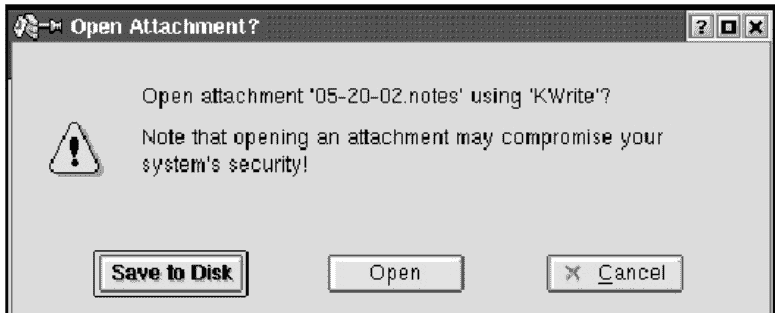 Open Attachment?
Open attachment '05-20-02.notes' using 'KWrite'?
Note that opening an attachment may compromise your
system's security!
Save to Disk
Open
Cancel